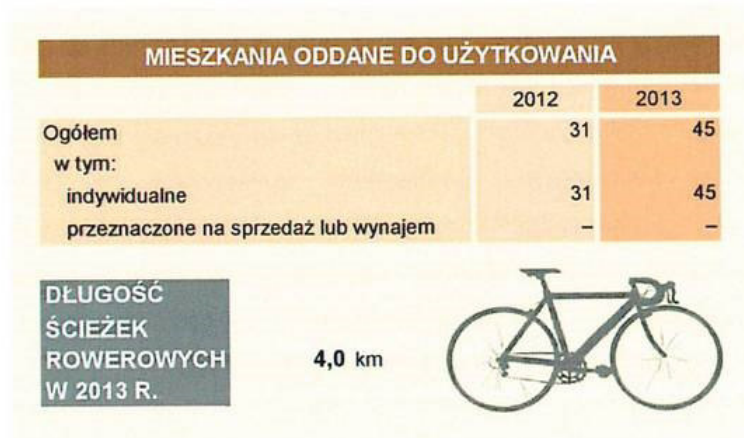 MIESZKANIA ODDANE DO UŻYTKOWANIA
2012 2013
Ogółem 31 45
w tym:
indywidualne 31 45
przeznaczone na sprzedaż lub wynajem – –
DŁUGOŚĆ
ŚCIEŻEK
ROWEROWYCH
W 2013 R.
4,0 km